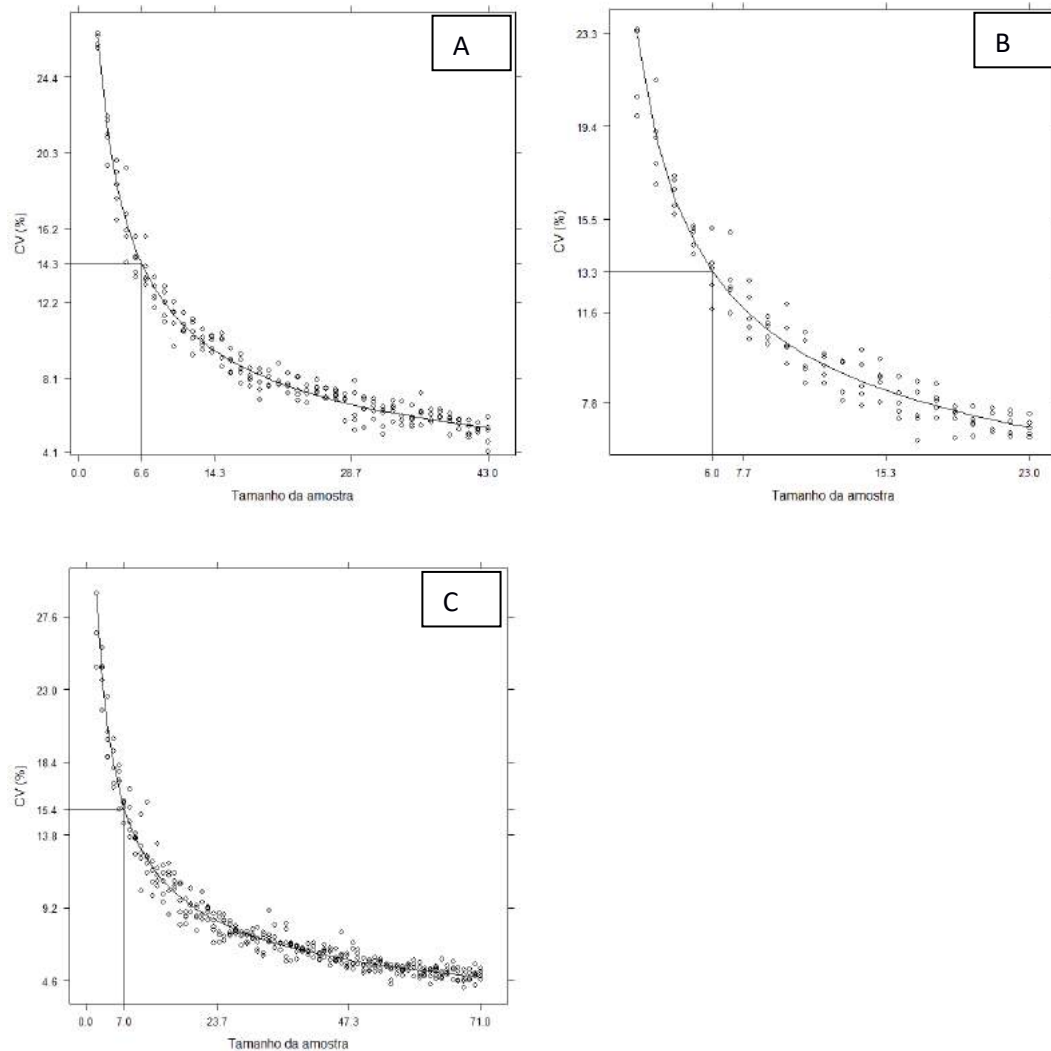 A
CV (%)
24.4
20.3
16.2
14.3
12.2
8.1
4.1
0.0 6.6 14.3 28.7 43.0
Tamanho da amostra
B
CV (%)
23.3
19.4
15.5
13.3
11.6
7.8
6.0 7.7 15.3 23.0
Tamanho da amostra
C
CV (%)
27.6
23.0
18.4
15.4
13.8
9.2
4.6
0.0 7.0 23.7 47.3 71.0
Tamanho da amostra